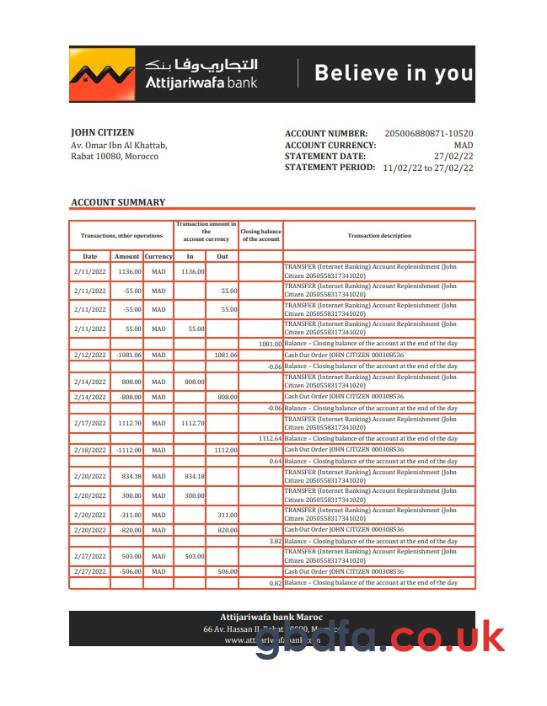 التجاري وفا بنك
Attijariwafa bank
Believe in you
JOHN CITIZEN
Av. Omar Ibn Al Khattab,
Rabat 10080, Morocco
ACCOUNT NUMBER: 205006880871-10520
ACCOUNT CURRENCY: MAD
STATEMENT DATE: 27/02/22
STATEMENT PERIOD: 11/02/22 to 27/02/22
ACCOUNT SUMMARY
Transactions, other operations
Transaction amount in
the
account currency
Closing balance
of the account
Transaction description
Date Amount Currency In Out
2/11/2022 1136.00 MAD 1136.00 TRANSFER (Internet Banking) Account Replenishment (John
Citizen 2050558317341020)
2/11/2022 -55.00 MAD 55.00 TRANSFER (Internet Banking) Account Replenishment (John
Citizen 2050558317341020)
2/11/2022 -55.00 MAD 55.00 TRANSFER (Internet Banking) Account Replenishment (John
Citizen 2050558317341020)
2/11/2022 55.00 MAD 55.00 TRANSFER (Internet Banking) Account Replenishment (John
Citizen 2050558317341020)
1081.00 Balance – Closing balance of the account at the end of the day
2/12/2022 -1081.06 MAD 1081.06 Cash Out Order JOHN CITIZEN 000308536
-0.06 Balance – Closing balance of the account at the end of the day
2/14/2022 808.00 MAD 808.00 TRANSFER (Internet Banking) Account Replenishment (John
Citizen 2050558317341020)
2/14/2022 -808.00 MAD 808.00 Cash Out Order JOHN CITIZEN 000308536
-0.06 Balance – Closing balance of the account at the end of the day
2/17/2022 1112.70 MAD 1112.70 TRANSFER (Internet Banking) Account Replenishment (John
Citizen 2050558317341020)
1112.64 Balance – Closing balance of the account at the end of the day
2/18/2022 -1112.00 MAD 1112.00 Cash Out Order JOHN CITIZEN 000308536
0.64 Balance – Closing balance of the account at the end of the day
2/20/2022 834.18 MAD 834.18 TRANSFER (Internet Banking) Account Replenishment (John
Citizen 2050558317341020)
2/20/2022 300.00 MAD 300.00 TRANSFER (Internet Banking) Account Replenishment (John
Citizen 2050558317341020)
2/20/2022 -311.00 MAD 311.00 TRANSFER (Internet Banking) Account Replenishment (John
Citizen 2050558317341020)
2/20/2022 -820.00 MAD 820.00 Cash Out Order JOHN CITIZEN 000308536
3.82 Balance – Closing balance of the account at the end of the day
2/27/2022 503.00 MAD 503.00 TRANSFER (Internet Banking) Account Replenishment (John
Citizen 2050558317341020)
2/27/2022 -506.00 MAD 506.00 Cash Out Order JOHN CITIZEN 000308536
0.82 Balance – Closing balance of the account at the end of the day
Attijariwafa bank Maroc
66 Av. Hassan II, Rabat
gbdfa.co.uk